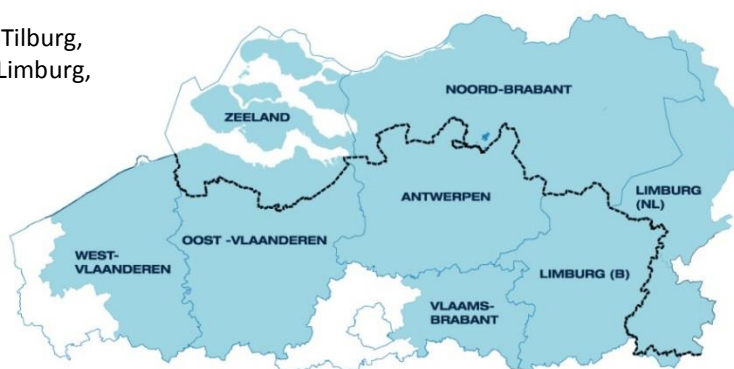 Tilburg,
Limburg,
NOORD-BRABANT
ZEELAND
LIMBURG
(NL)
ANTWERPEN
OOST -VLAANDEREN
WEST-
VLAANDEREN
LIMBURG (B)
VLAAMS-
BRABANT